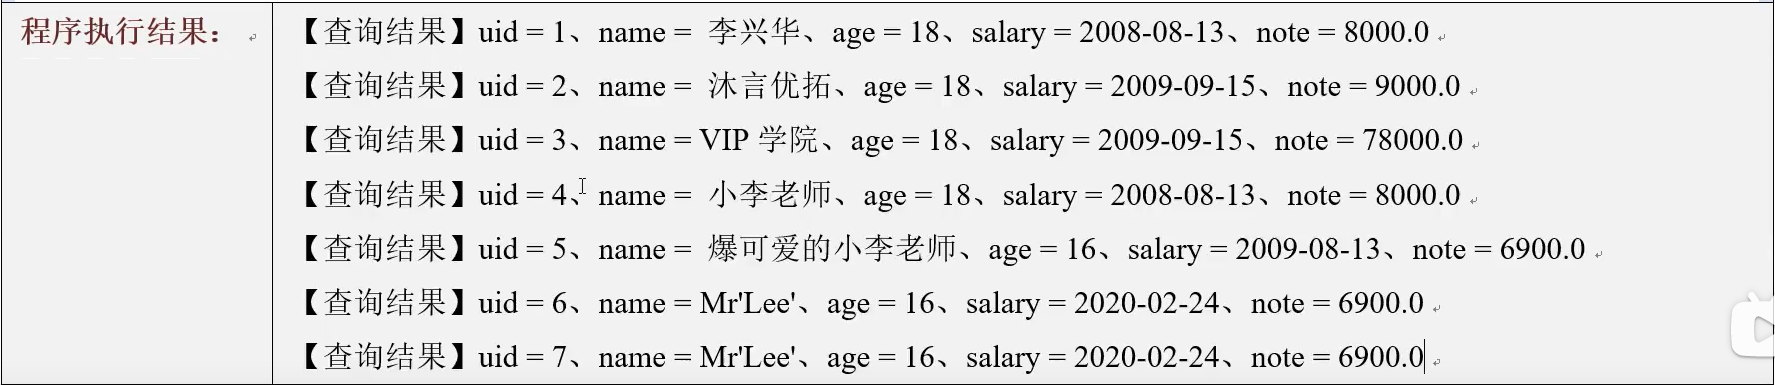 程序执行结果：
【查询结果】uid = 1、name = 李兴华、age = 18、salary = 2008-08-13、note = 8000.0
【查询结果】uid = 2、name = 沐言优拓、age = 18、salary = 2009-09-15、note = 9000.0
【查询结果】uid = 3、name = VIP 学院、age = 18、salary = 2009-09-15、note = 78000.0
【查询结果】uid = 4、name = 小李老师、age = 18、salary = 2008-08-13、note = 8000.0
【查询结果】uid = 5、name = 爆可爱的小李老师、age = 16、salary = 2009-08-13、note = 6900.0
【查询结果】uid = 6、name = Mr'Lee'、age = 16、salary = 2020-02-24、note = 6900.0
【查询结果】uid = 7、name = Mr'Lee'、age = 16、salary = 2020-02-24、note = 6900.0